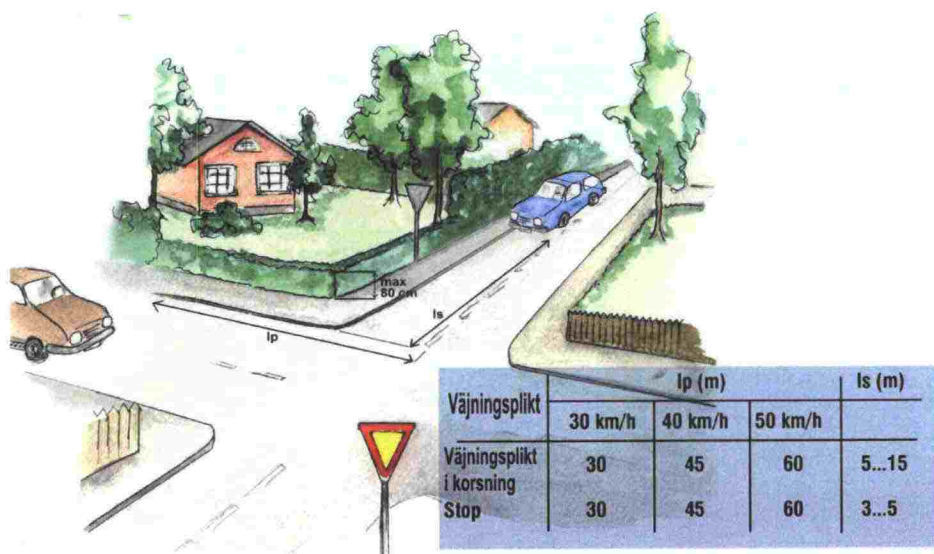 max
80 cm
ls
lp
lp (m) ls (m)
Väjningsplikt
30 km/h 40 km/h 50 km/h
Väjningsplikt
i korsning 30 45 60 5...15
Stop 30 45 60 3...5